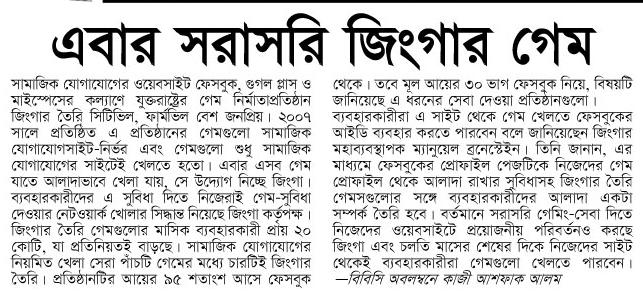 এবার সরাসরি জিংগার গেম
সামাজিক যোগাযোগের ওয়েবসাইট ফেসবুক, গুগল প্লাস ও
মাইস্পেসের কল্যাণে যুক্তরাষ্ট্রের গেম নির্মাতাপ্রতিষ্ঠান
জিংগার তৈরি সিটিভিল, ফার্মভিল বেশ জনপ্রিয়। ২০০৭
সালে প্রতিষ্ঠিত এ প্রতিষ্ঠানের গেমগুলো সামাজিক
যোগাযোগসাইট-নির্ভর এবং গেমগুলো শুধু সামাজিক
যোগাযোগের সাইটেই খেলতে হতো। এবার এসব গেম
যাতে আলাদাভাবে খেলা যায়, সে উদ্যোগ নিচ্ছে জিংগা।
ব্যবহারকারীদের এ সুবিধা দিতে নিজেরাই গেম-সুবিধা
দেওয়ার নেটওয়ার্ক খোলার সিদ্ধান্ত নিয়েছে জিংগা কর্তৃপক্ষ।
জিংগার তৈরি গেমগুলোর মাসিক ব্যবহারকারী প্রায় ২০
কোটি, যা প্রতিনিয়তই বাড়ছে। সামাজিক যোগাযোগের
নিয়মিত খেলা সেরা পাঁচটি গেমের মধ্যে চারটিই জিংগার
তৈরি। প্রতিষ্ঠানটির আয়ের ৯৫ শতাংশ আসে ফেসবুক
থেকে। তবে মূল আয়ের ৩০ ভাগ ফেসবুক নিয়ে, বিষয়টি
জানিয়েছে এ ধরনের সেবা দেওয়া প্রতিষ্ঠানগুলো।
ব্যবহারকারীরা এ সাইট থেকে গেম খেলতে ফেসবুকের
আইডি ব্যবহার করতে পারবেন বলে জানিয়েছেন জিংগার
মহাব্যবস্থাপক ম্যানুয়েল ব্রনেস্টেইন। তিনি জানান, এর
মাধ্যমে ফেসবুকের প্রোফাইল পেজটিকে নিজেদের গেম
প্রোফাইল থেকে আলাদা রাখার সুবিধাসহ জিংগার তৈরি
গেমসগুলোর সঙ্গে ব্যবহারকারীদের আলাদা একটা
সম্পর্ক তৈরি হবে। বর্তমানে সরাসরি গেমিং-সেবা দিতে
নিজেদের ওয়েবসাইটে প্রয়োজনীয় পরিবর্তনও করছে
জিংগা এবং চলতি মাসের শেষের দিকে নিজেদের সাইট
থেকেই ব্যবহারকারীরা গেমগুলো খেলতে পারবেন।
—বিবিসি অবলম্বনে কাজী আশফাক আলম